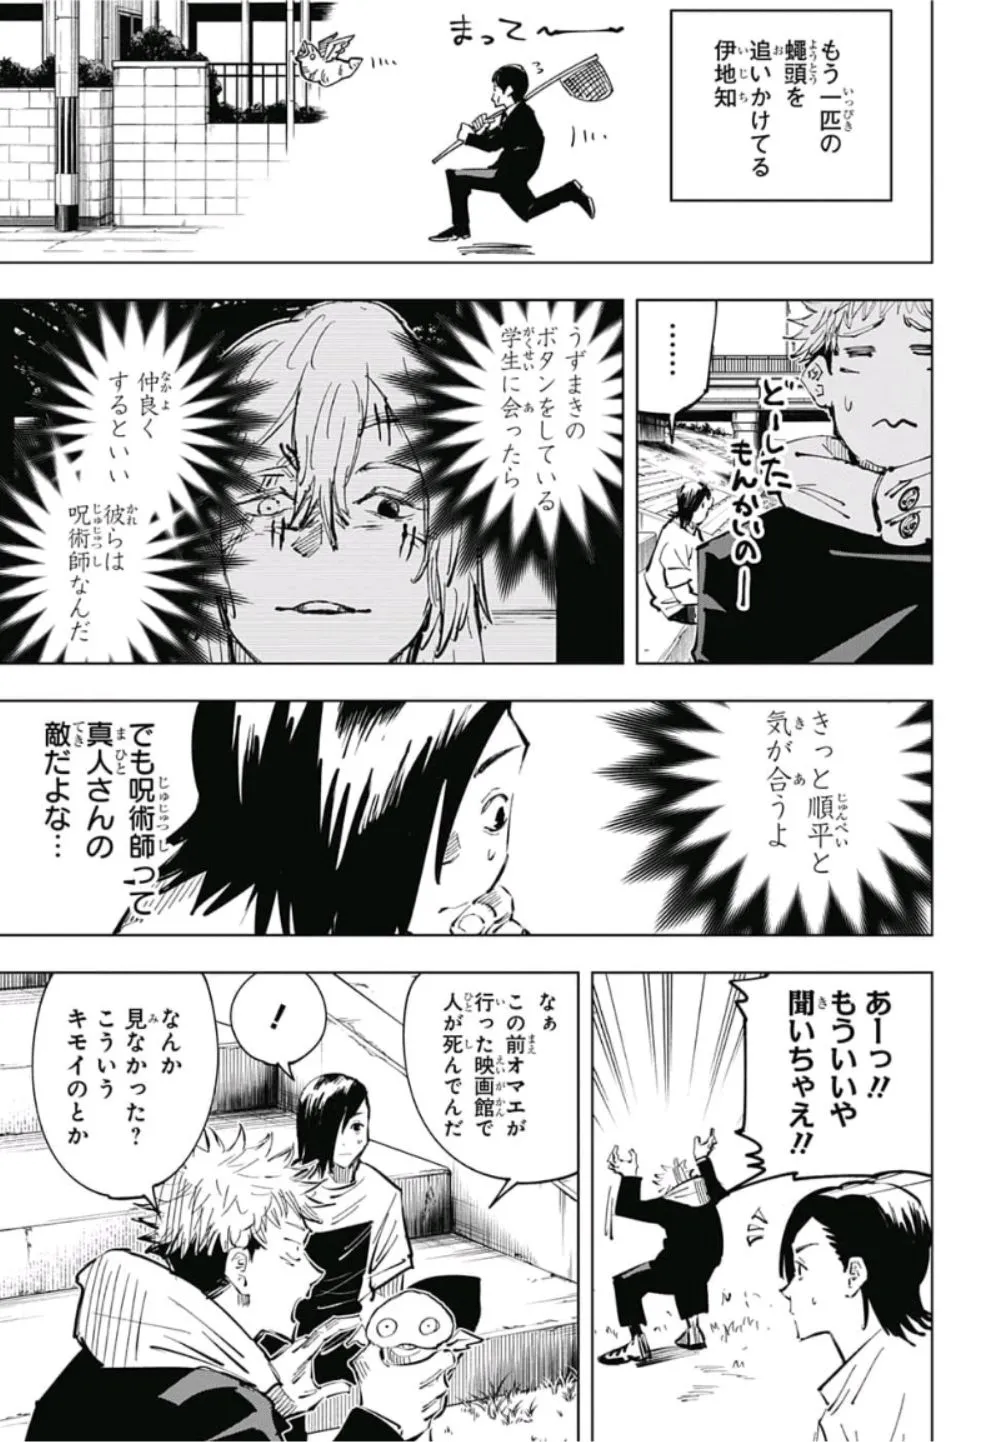 もう一匹の
蠅頭を
追いかけてる
伊地知
まって〜
……
どーした
もんかいのー
うずまきの
ボタンをしている
学生に会ったら
仲良く
するといい
彼らは
呪術師なんだ
きっと順平と
気が合うよ
でも呪術師って
真人さんの
敵だよな…
あーっ!!
もういいや
聞いちゃえ!!
なぁ
この前オマエが
行った映画館で
人が死んでんだ
!
なんか
見なかった?
こういう
キモイのとか